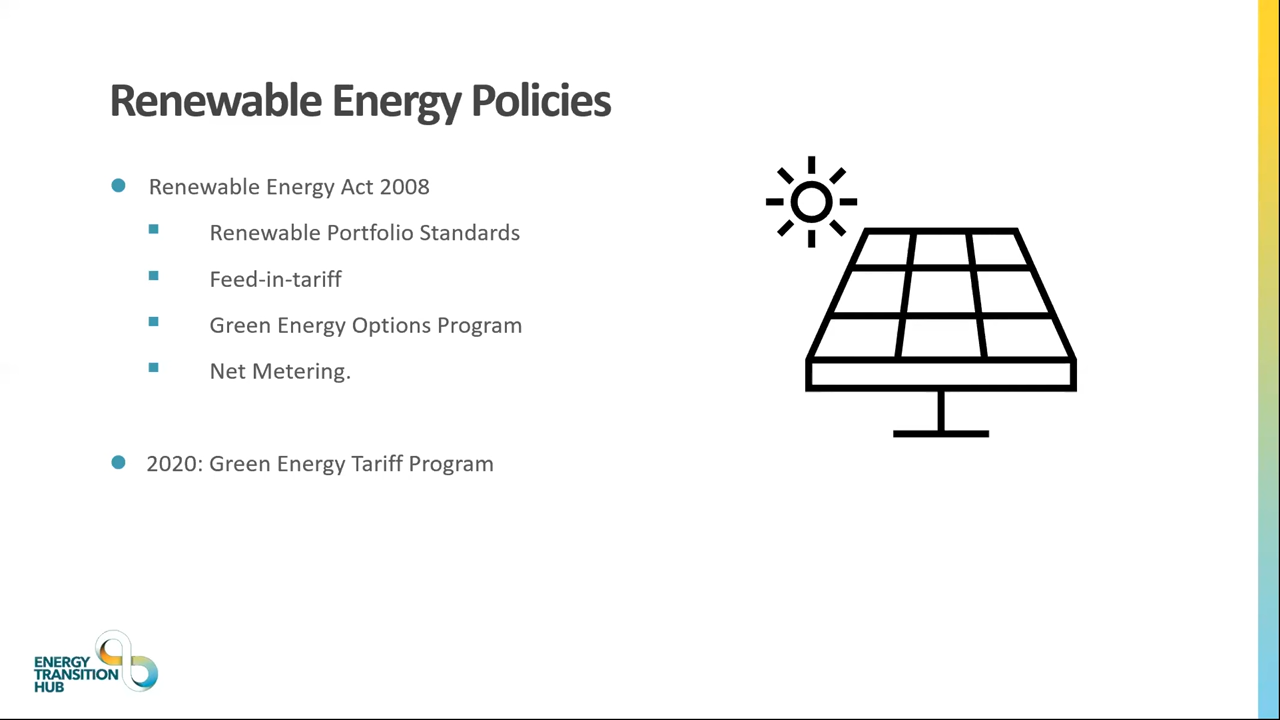 Renewable Energy Policies
Renewable Energy Act 2008
Renewable Portfolio Standards
Feed-in-tariff
Green Energy Options Program
Net Metering.
2020: Green Energy Tariff Program
ENERGY
TRANSITION
HUB